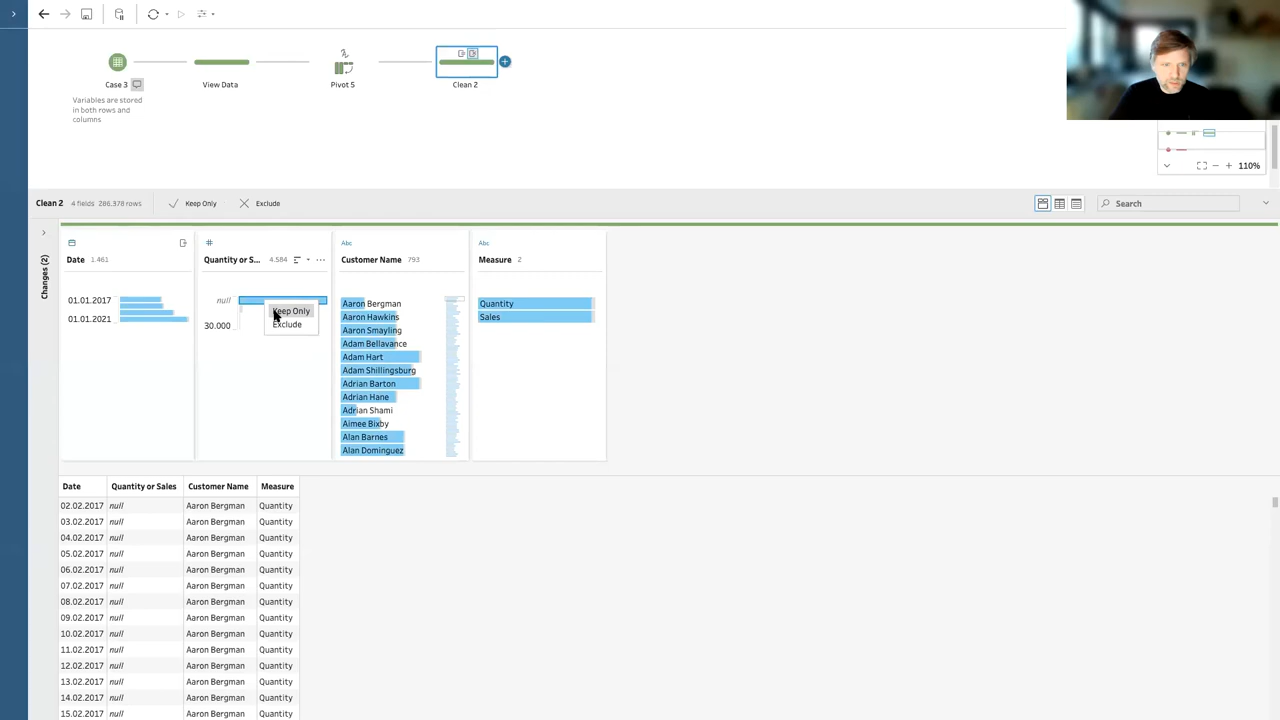 Case 3
View Data
Pivot 5
Clean 2
Variables are stored
in both rows and
columns
110%
Clean 2 4 fields 286.378 rows Keep Only Exclude Search
Changes (2)
Date 1.461
01.01.2017
01.01.2021
# Quantity or S... 4.584 ...
null
30.000
Keep Only
Exclude
Abc
Customer Name 793
Aaron Bergman
Aaron Hawkins
Aaron Smayling
Adam Bellavance
Adam Hart
Adam Shillingsburg
Adrian Barton
Adrian Hane
Adrian Shami
Aimee Bixby
Alan Barnes
Alan Dominguez
Abc
Measure 2
Quantity
Sales
Date Quantity or Sales Customer Name Measure
02.02.2017 null Aaron Bergman Quantity
03.02.2017 null Aaron Bergman Quantity
04.02.2017 null Aaron Bergman Quantity
05.02.2017 null Aaron Bergman Quantity
06.02.2017 null Aaron Bergman Quantity
07.02.2017 null Aaron Bergman Quantity
08.02.2017 null Aaron Bergman Quantity
09.02.2017 null Aaron Bergman Quantity
10.02.2017 null Aaron Bergman Quantity
11.02.2017 null Aaron Bergman Quantity
12.02.2017 null Aaron Bergman Quantity
13.02.2017 null Aaron Bergman Quantity
14.02.2017 null Aaron Bergman Quantity
15.02.2017 null Aaron Bergman Quantity